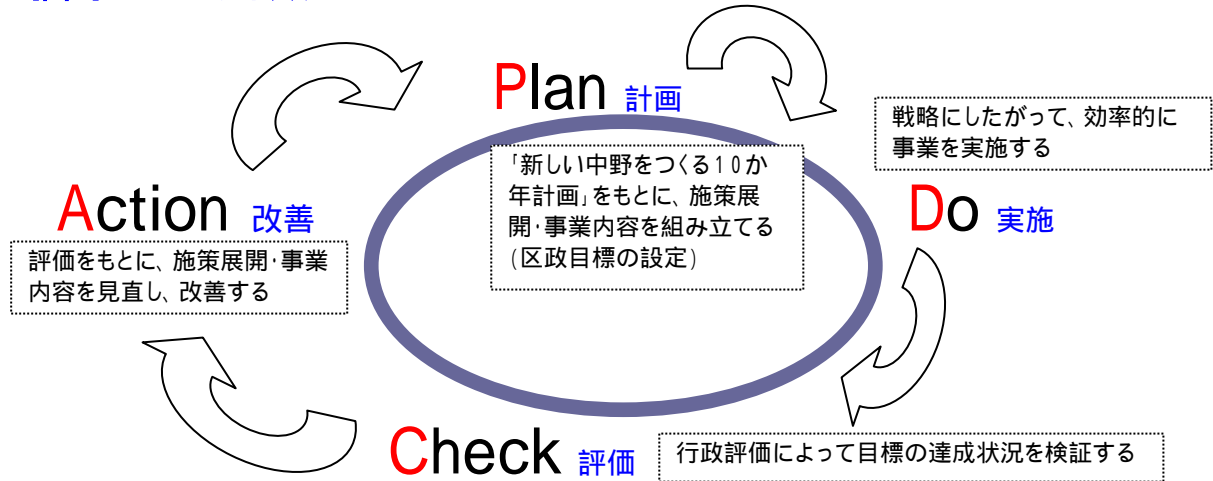 Plan 計画
「新しい中野をつくる10か
年計画」をもとに、施策展
開・事業内容を組み立てる
(区政目標の設定)
戦略にしたがって、効率的に
事業を実施する
Do 実施
Action 改善
評価をもとに、施策展開・事業
内容を見直し、改善する
Check 評価
行政評価によって目標の達成状況を検証する